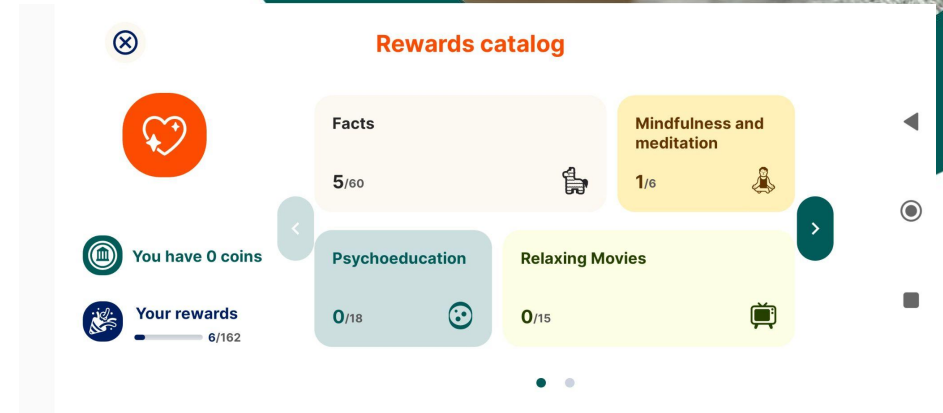 Rewards catalog
Facts
5/60
Mindfulness and
meditation
1/6
You have 0 coins
Your rewards
6/162
Psychoeducation
0/18
Relaxing Movies
0/15